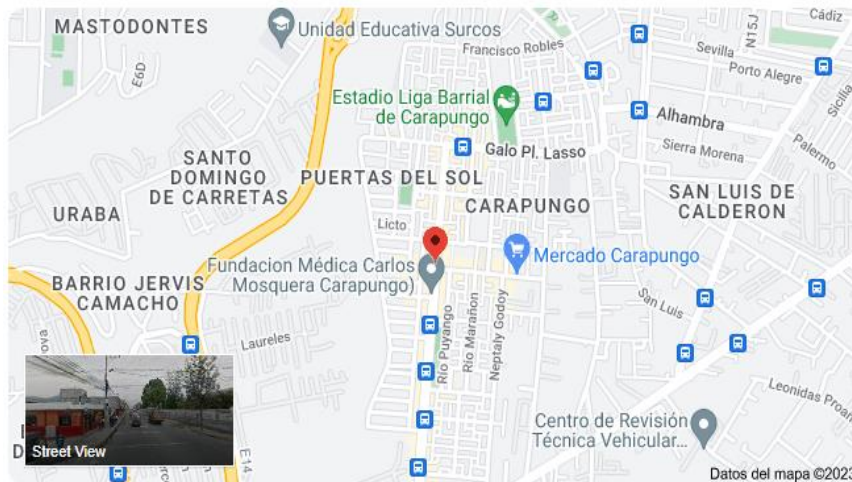 MASTODONTES
E6D
Unidad Educativa Surcos
Francisco Robles
Cádiz
N15J
Sevilla
Porto Alegre
Sicilia
Estadio Liga Barrial
de Carapungo
Alhambra
Galo Pl. Lasso
Sierra Morena
Palermo
SANTO
DOMINGO
DE CARRETAS
PUERTAS DEL SOL
CARAPUNGO
SAN LUIS DE
CALDERON
URABA
Licto
Mercado Carapungo
Fundacion Médica Carlos
Mosquera Carapungo)
BARRIO JERVIS
CAMACHO
San Luis
Laureles
Río Puyango
Río Marañon
Neptaly Godoy
Street View
E14
Leonidas Proan
Centro de Revisión
Técnica Vehicular...
Datos del mapa ©2023